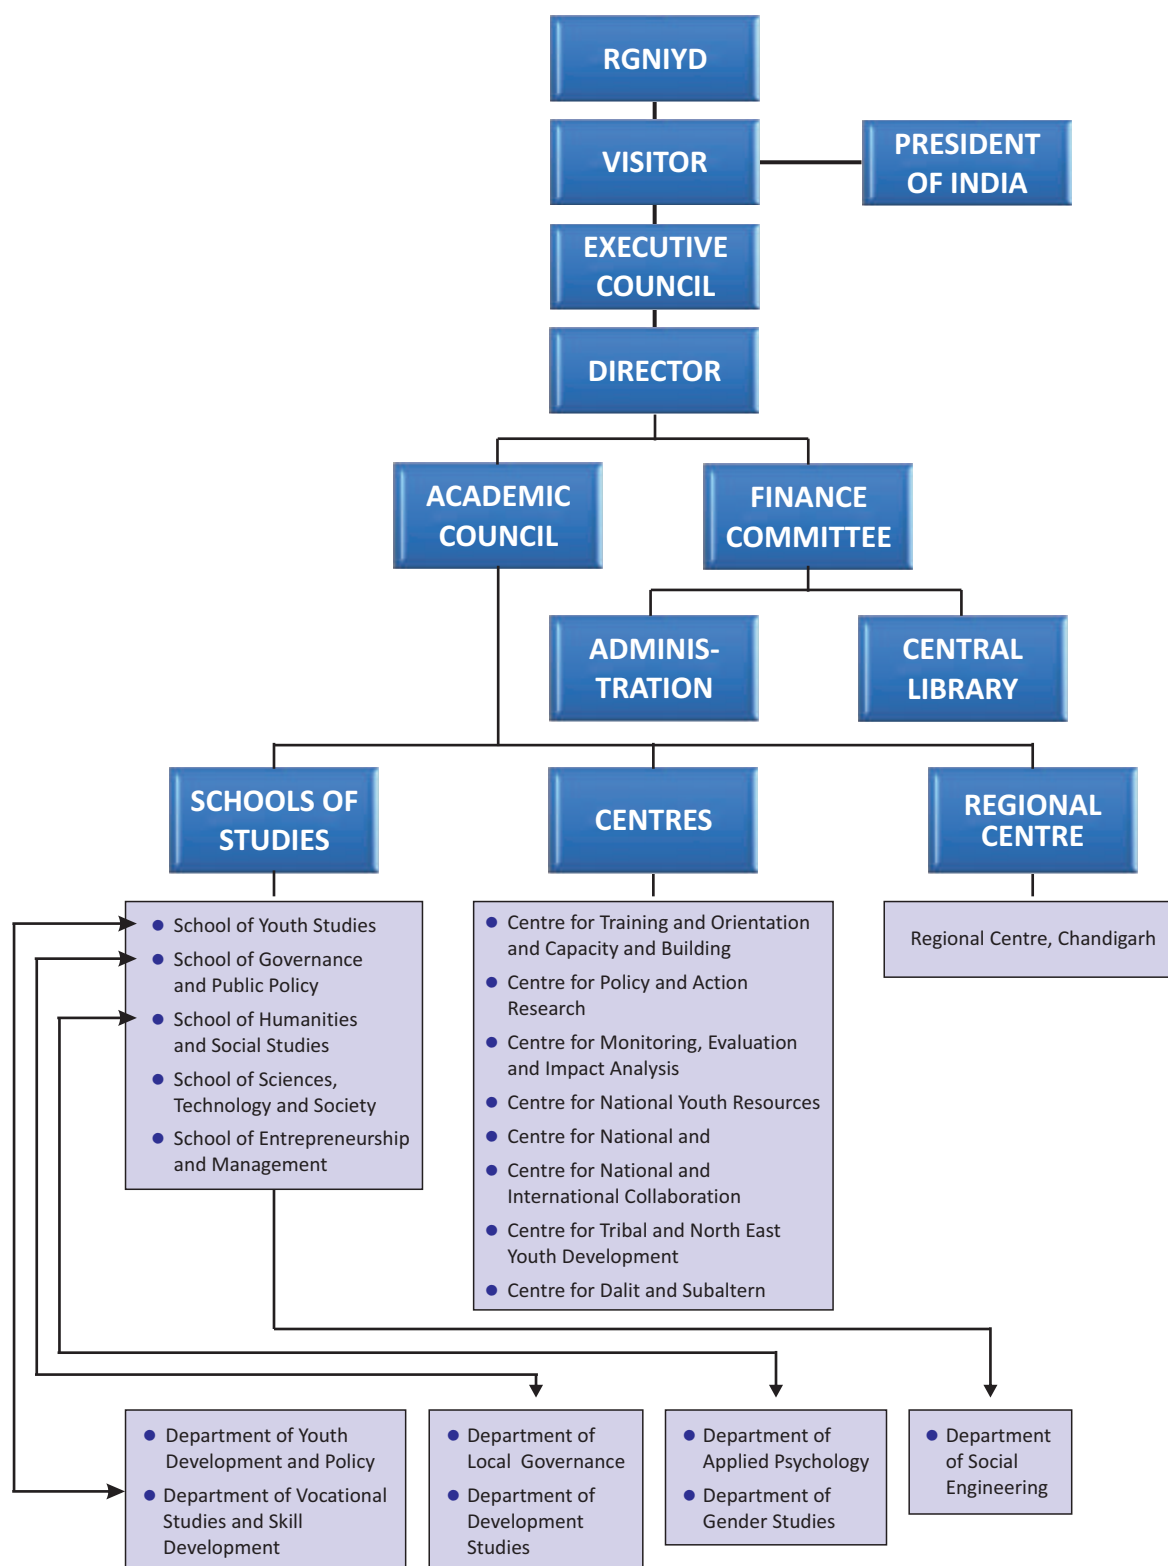 RGNIYD
VISITOR
PRESIDENT
OF INDIA
EXECUTIVE
COUNCIL
DIRECTOR
ACADEMIC
COUNCIL
FINANCE
COMMITTEE
ADMINIS-
TRATION
CENTRAL
LIBRARY
SCHOOLS OF
STUDIES
CENTRES
REGIONAL
CENTRE
School of Youth Studies
School of Governance
and Public Policy
School of Humanities
and Social Studies
School of Sciences,
Technology and Society
School of Entrepreneurship
and Management
Centre for Training and Orientation
and Capacity and Building
Centre for Policy and Action
Research
Centre for Monitoring, Evaluation
and Impact Analysis
Centre for National Youth Resources
Centre for National and
Centre for National and
International Collaboration
Centre for Tribal and North East
Youth Development
Centre for Dalit and Subaltern
Regional Centre, Chandigarh
Department of Youth
Development and Policy
Department of Vocational
Studies and Skill
Development
Department of
Local Governance
Department of
Development
Studies
Department of
Applied Psychology
Department of
Gender Studies
Department
of Social
Engineering